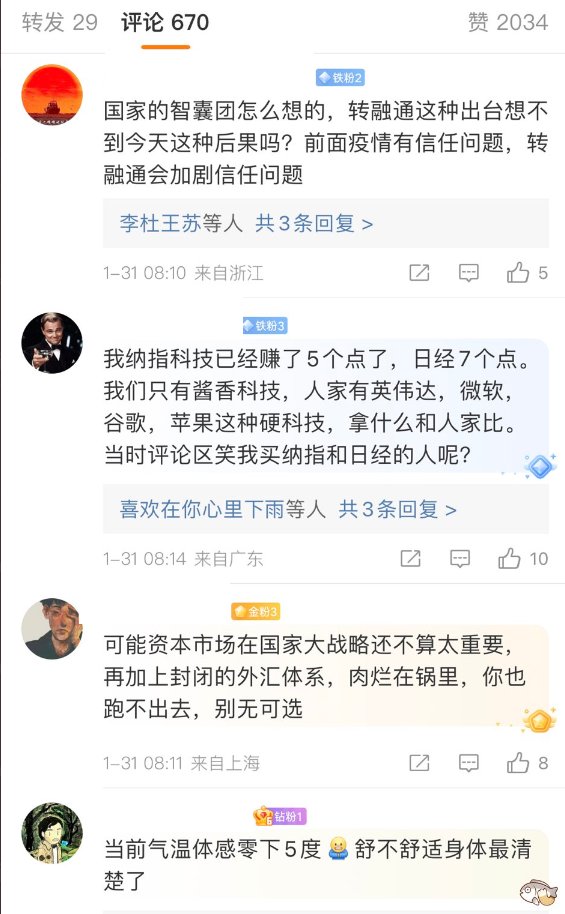 转发 29 评论 670 赞 2034
铁粉2
国家的智囊团怎么想的，转融通这种出台想不
到今天这种后果吗？前面疫情有信任问题，转
融通会加剧信任问题
李杜王苏等人 共3条回复 >
1-31 08:10 来自浙江 5
铁粉3
我纳指科技已经赚了5个点了，日经7个点。
我们只有酱香科技，人家有英伟达，微软，
谷歌，苹果这种硬科技，拿什么和人家比。
当时评论区笑我买纳指和日经的人呢？
喜欢在你心里下雨等人 共3条回复 >
1-31 08:14 来自广东 10
金粉3
可能资本市场在国家大战略还不算太重要，
再加上封闭的外汇体系，肉烂在锅里，你也
跑不出去，别无可选
1-31 08:11 来自上海 8
钻粉1
当前气温体感零下5度 舒不舒适身体最清
楚了